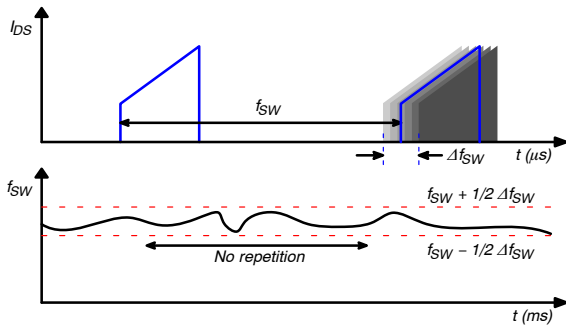 I_DS
f_SW
Δf_SW
t (μs)
f_SW
f_SW + 1/2 Δf_SW
f_SW − 1/2 Δf_SW
No repetition
t (ms)